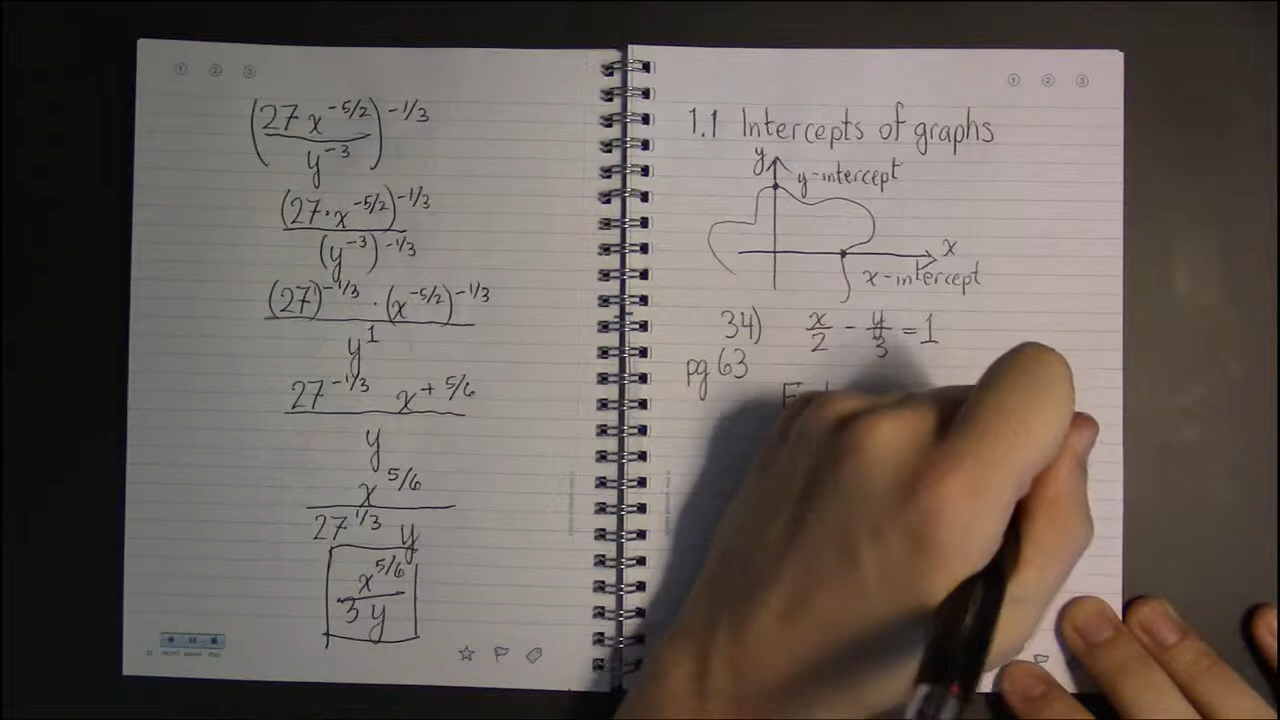 (27 x^-5/2 / y^-3)^-1/3
(27 · x^-5/2)^-1/3 / (y^-3)^-1/3
(27)^-1/3 · (x^-5/2)^-1/3 / y^1
27^-1/3 x^+5/6 / y
x^5/6 / 27^1/3 y
x^5/6 / 3y
1.1 Intercepts of graphs
y
y-intercept
x
x-intercept
34) x/2 - y/3 = 1
pg 63